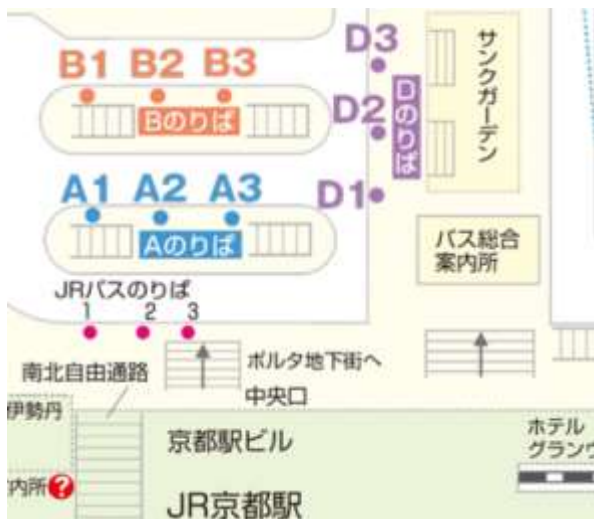 B1 B2 B3
Bのりば
A1 A2 A3
Aのりば
D3
D2
D1
Dのりば
サンクガーデン
バス総合
案内所
JRバスのりば
1 2 3
南北自由通路
ポルタ地下街へ
中央口
伊勢丹
京都駅ビル
内所?
JR京都駅
ホテル
グランヴ